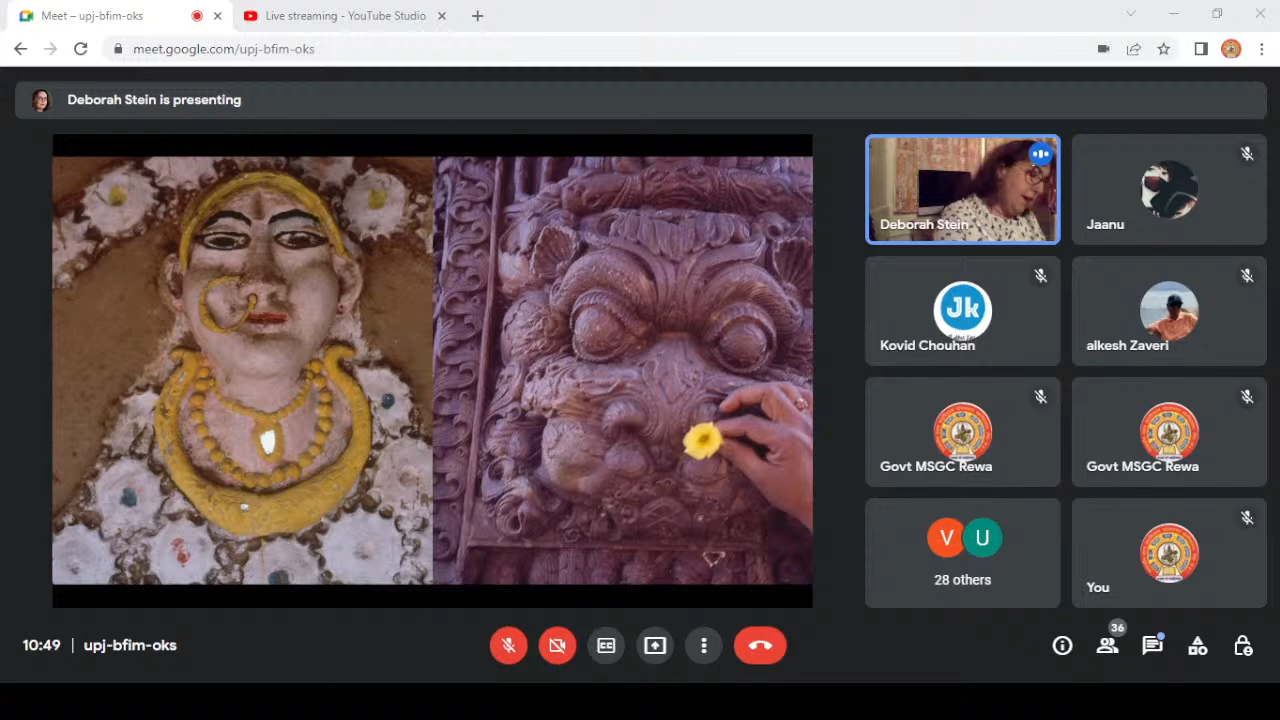 Meet – upj-bfim-oks
Live streaming - YouTube Studio
meet.google.com/upj-bfim-oks
Deborah Stein is presenting
Deborah Stein
Jaanu
Jk
Kovid Chouhan
alkesh Zaveri
Govt MSGC Rewa
Govt MSGC Rewa
V
U
28 others
You
10:49 | upj-bfim-oks
CC
36